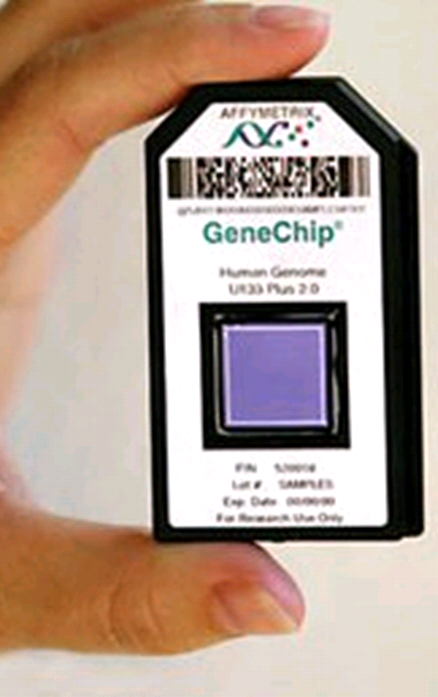 AFFYMETRIX®
GeneChip®
Human Genome
U133 Plus 2.0
P/N
Lot # SAMPLES
Exp. Date 00/00/00
For Research Use Only